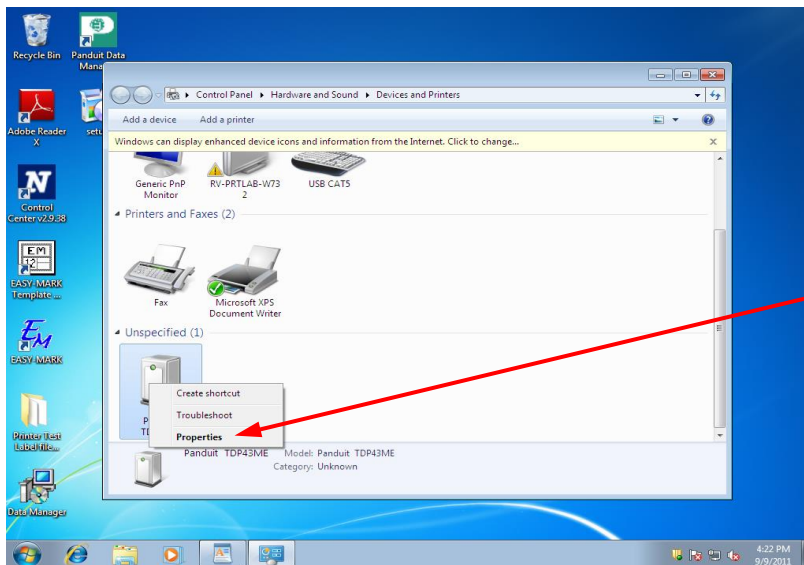 Recycle Bin
Panduit Data
Mana
Adobe Reader
X
setu
Control
Center v2.9.38
EASY-MARK
Template ...
EASY-MARK
Printer Test
Label file...
Data Manager
Control Panel ▸ Hardware and Sound ▸ Devices and Printers
Add a device
Add a printer
Windows can display enhanced device icons and information from the Internet. Click to change...
Generic PnP
Monitor
RV-PRTLAB-W73
2
USB CAT5
Printers and Faxes (2)
Fax
Microsoft XPS
Document Writer
Unspecified (1)
P
TD
Create shortcut
Troubleshoot
Properties
Panduit TDP43ME
Model: Panduit TDP43ME
Category: Unknown
EM
12
EM
N
4:22 PM
9/9/2011